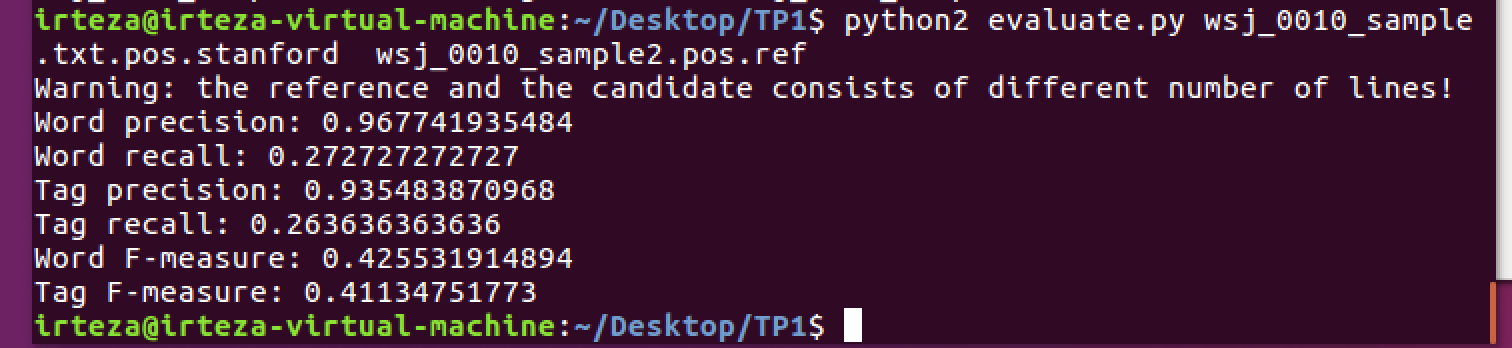 irteza@irteza-virtual-machine:~/Desktop/TP1$ python2 evaluate.py wsj_0010_sample
.txt.pos.stanford  wsj_0010_sample2.pos.ref
Warning: the reference and the candidate consists of different number of lines!
Word precision: 0.967741935484
Word recall: 0.272727272727
Tag precision: 0.935483870968
Tag recall: 0.263636363636
Word F-measure: 0.425531914894
Tag F-measure: 0.41134751773
irteza@irteza-virtual-machine:~/Desktop/TP1$